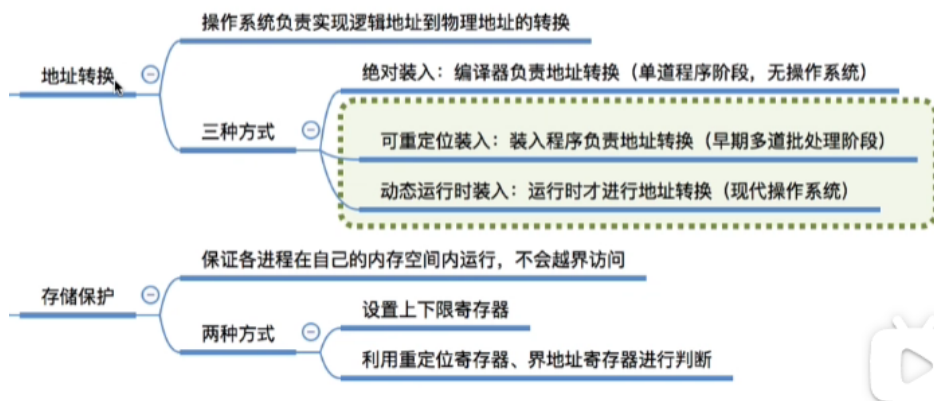 操作系统负责实现逻辑地址到物理地址的转换
地址转换
绝对装入：编译器负责地址转换（单道程序阶段，无操作系统）
三种方式
可重定位装入：装入程序负责地址转换（早期多道批处理阶段）
动态运行时装入：运行时才进行地址转换（现代操作系统）
保证各进程在自己的内存空间内运行，不会越界访问
存储保护
设置上下限寄存器
两种方式
利用重定位寄存器、界地址寄存器进行判断